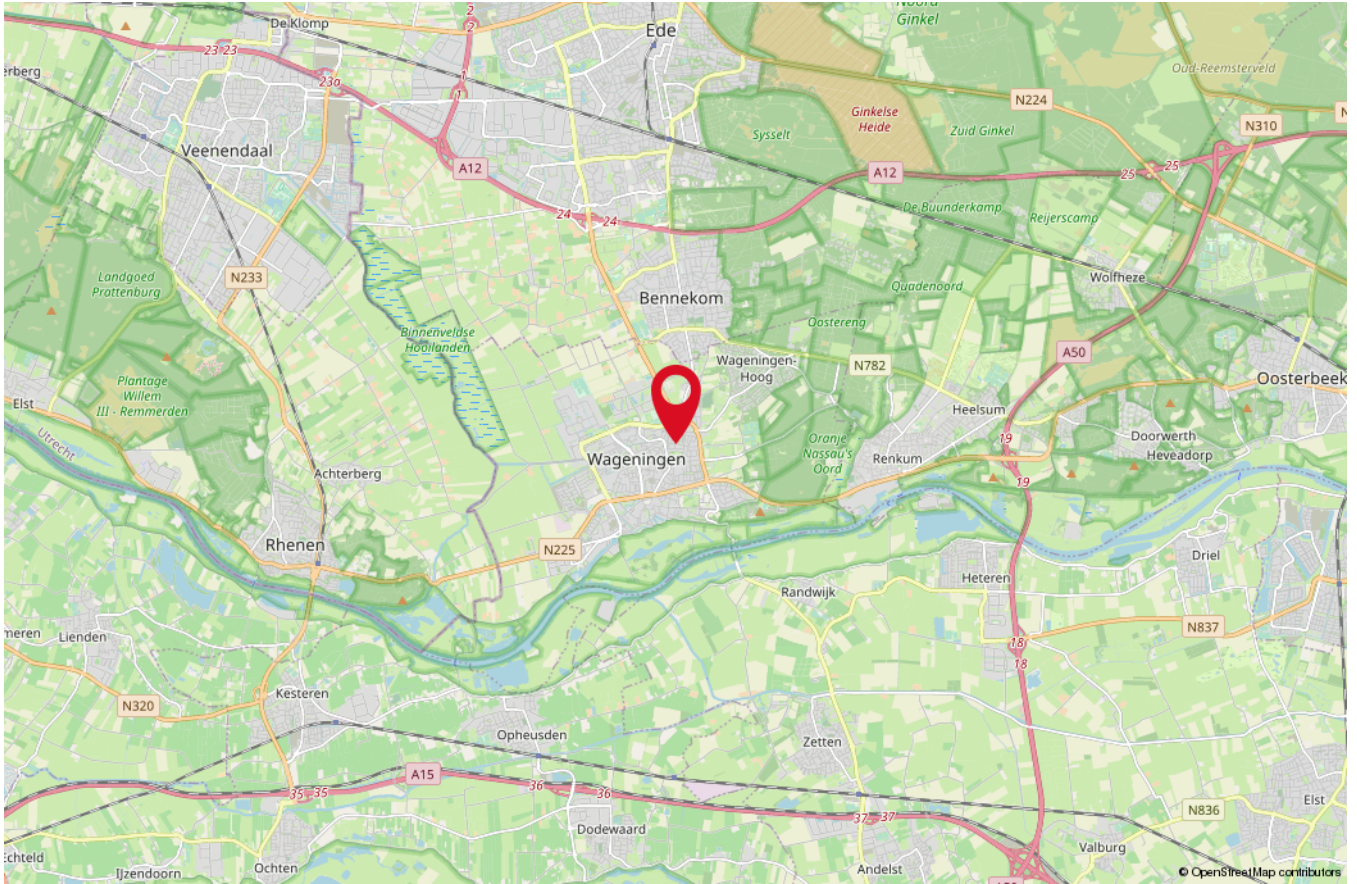 2
De Klomp
Noord
Ginkel
Ede
23
23
2
erberg
23a
1
1
Oud-Reemsterveld
N224
Ginkelse
Heide
Sysselt
Zuid Ginkel
N310
N
Veenendaal
A12
A12
25
25
De Buunderkamp
24
24
Reijerscamp
Landgoed
Prattenburg
N233
Wolfheze
Bennekom
Quadenoord
Oostereng
Binnenveldse
Hooilanden
A50
Wageningen-
Hoog
N782
Plantage
Willem
III - Remmerden
Oosterbeek
Elst
Heelsum
Utrecht
19
Doorwerth
Heveadorp
Oranje
Nassau's
Oord
Wageningen
Renkum
Achterberg
19
Rhenen
N225
Driel
Heteren
Randwijk
meren
Lienden
N837
18
18
Kesteren
N320
Opheusden
Zetten
A15
35
35
36
36
Elst
N836
37
37
Dodewaard
Valburg
Echteld
IJzendoorn
Ochten
Andelst
© OpenStreetMap contributors